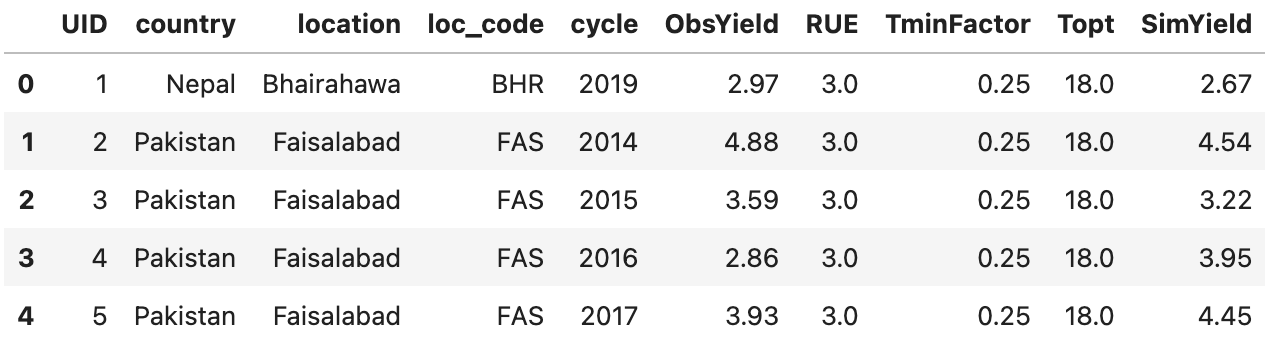 UID country location loc_code cycle ObsYield RUE TminFactor Topt SimYield
0 1 Nepal Bhairahawa BHR 2019 2.97 3.0 0.25 18.0 2.67
1 2 Pakistan Faisalabad FAS 2014 4.88 3.0 0.25 18.0 4.54
2 3 Pakistan Faisalabad FAS 2015 3.59 3.0 0.25 18.0 3.22
3 4 Pakistan Faisalabad FAS 2016 2.86 3.0 0.25 18.0 3.95
4 5 Pakistan Faisalabad FAS 2017 3.93 3.0 0.25 18.0 4.45